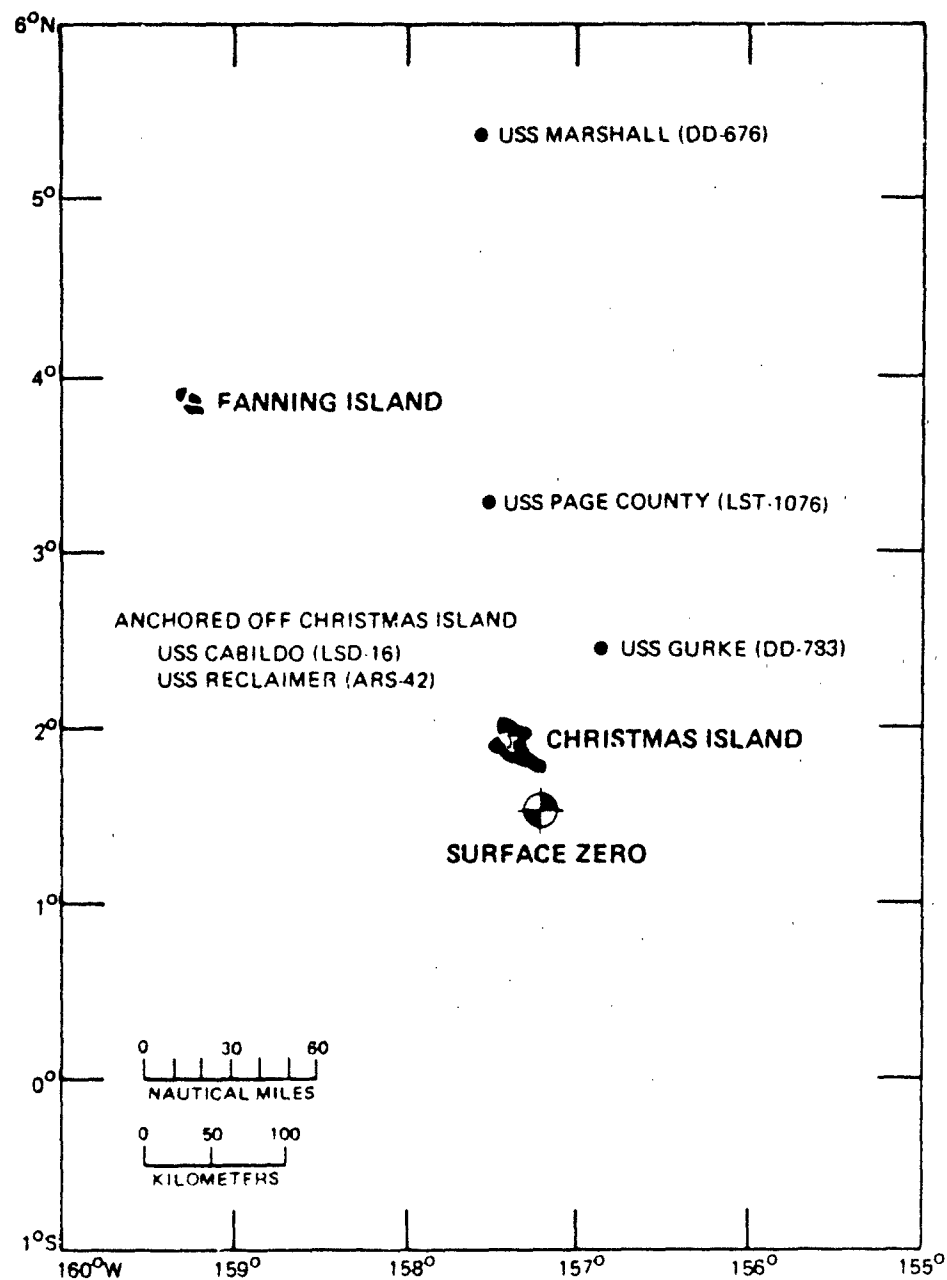 6°N
USS MARSHALL (DD-676)
5°
4°
FANNING ISLAND
USS PAGE COUNTY (LST-1076)
3°
ANCHORED OFF CHRISTMAS ISLAND
USS CABILDO (LSD-16)
USS GURKE (DD-783)
USS RECLAIMER (ARS-42)
2°
CHRISTMAS ISLAND
SURFACE ZERO
1°
0 30 60
NAUTICAL MILES
0°
0 50 100
KILOMETERS
1°S
160°W 159° 158° 157° 156° 155°